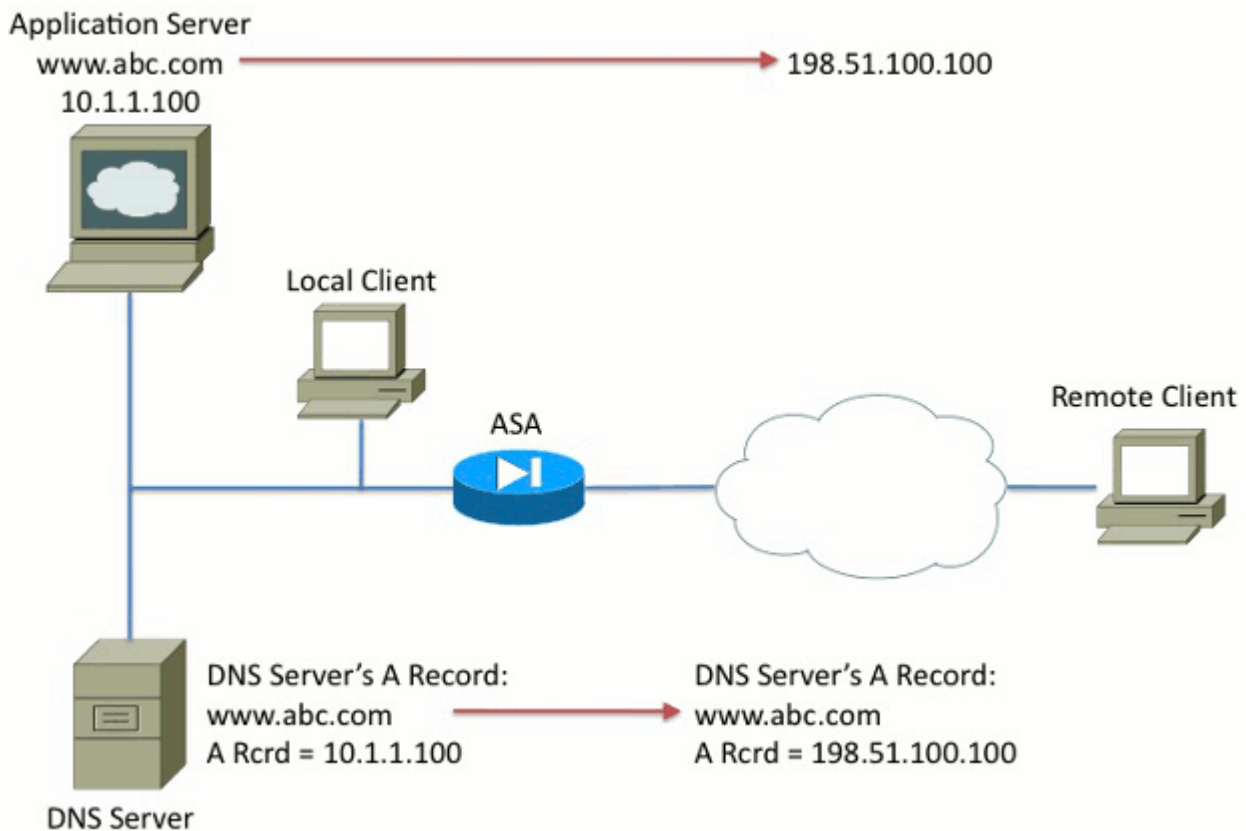 Application Server
www.abc.com
10.1.1.100
198.51.100.100
Local Client
ASA
Remote Client
DNS Server's A Record:
www.abc.com
A Rcrd = 10.1.1.100
DNS Server's A Record:
www.abc.com
A Rcrd = 198.51.100.100
DNS Server